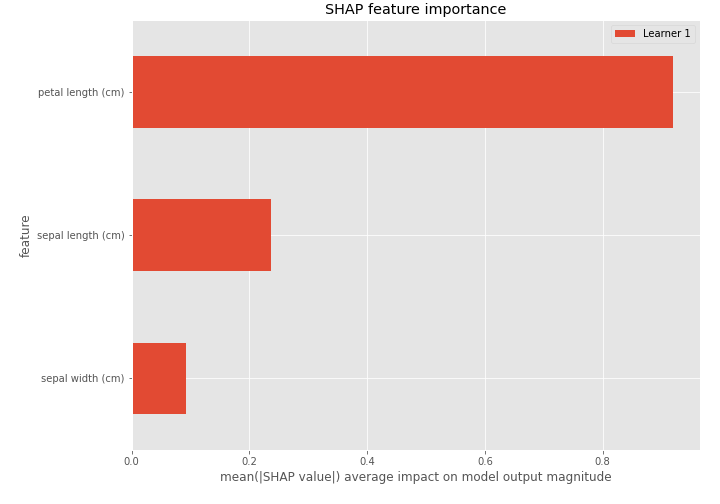 SHAP feature importance
Learner 1
petal length (cm)
sepal length (cm)
sepal width (cm)
feature
0.0 0.2 0.4 0.6 0.8
mean(|SHAP value|) average impact on model output magnitude